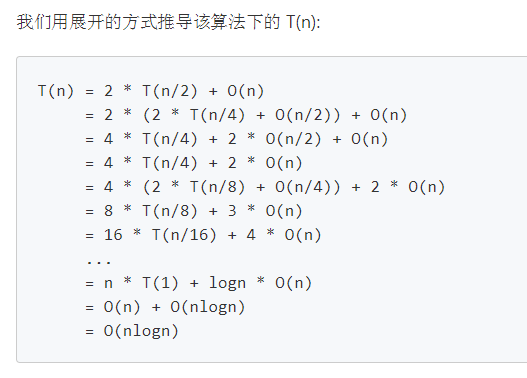 我们用展开的方式推导该算法下的 T(n):
T(n) = 2 * T(n/2) + O(n)
= 2 * (2 * T(n/4) + O(n/2)) + O(n)
= 4 * T(n/4) + 2 * O(n/2) + O(n)
= 4 * T(n/4) + 2 * O(n)
= 4 * (2 * T(n/8) + O(n/4)) + 2 * O(n)
= 8 * T(n/8) + 3 * O(n)
= 16 * T(n/16) + 4 * O(n)
...
= n * T(1) + logn * O(n)
= O(n) + O(nlogn)
= O(nlogn)